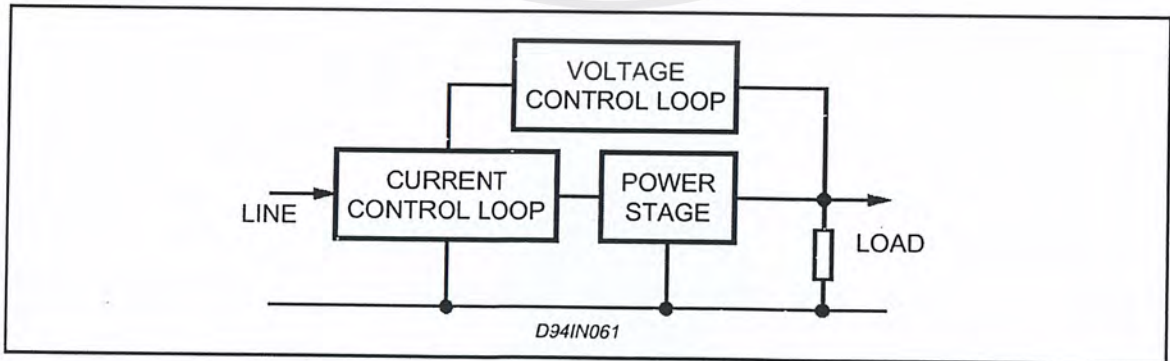 VOLTAGE
CONTROL LOOP
CURRENT
CONTROL LOOP
POWER
STAGE
LINE
LOAD
D94IN061